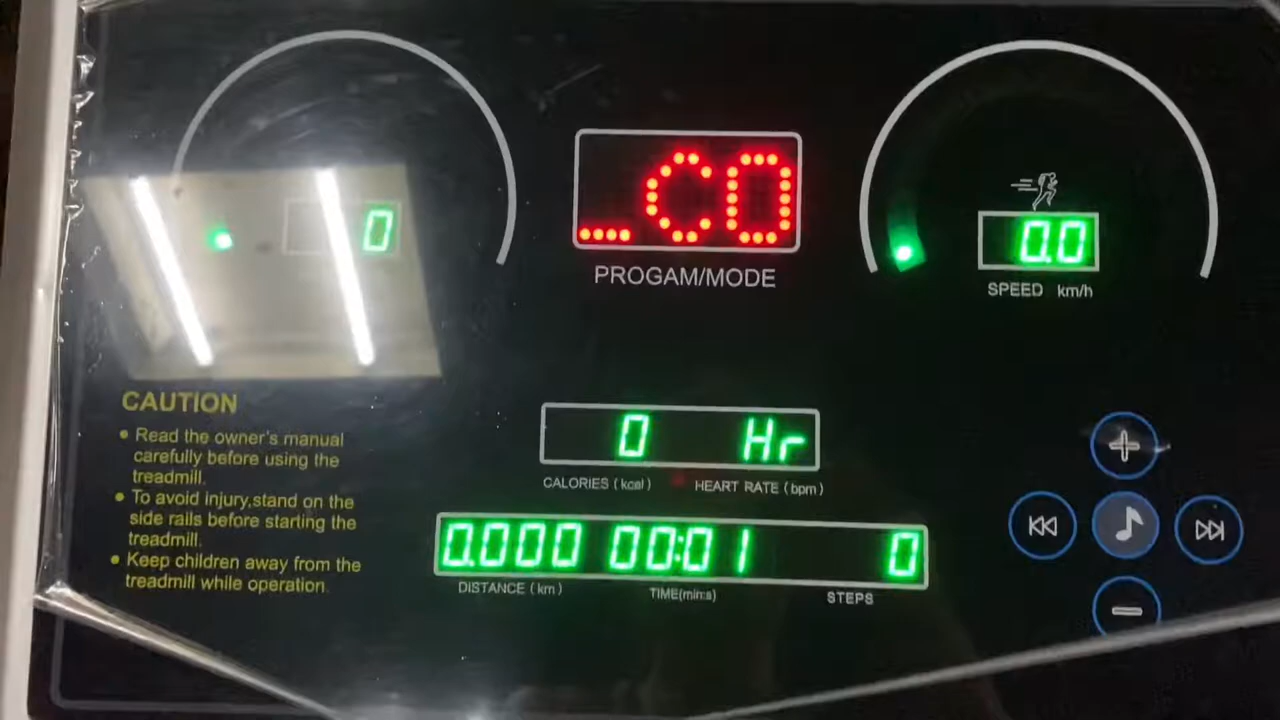 0
_CO
PROGAM/MODE
0.0
SPEED km/h
CAUTION
• Read the owner's manual
carefully before using the
treadmill.
• To avoid injury,stand on the
side rails before starting the
treadmill.
• Keep children away from the
treadmill while operation.
0 Hr
CALORIES (kcal) HEART RATE (bpm)
0.000 00:01 0
DISTANCE (km) TIME(min:s) STEPS